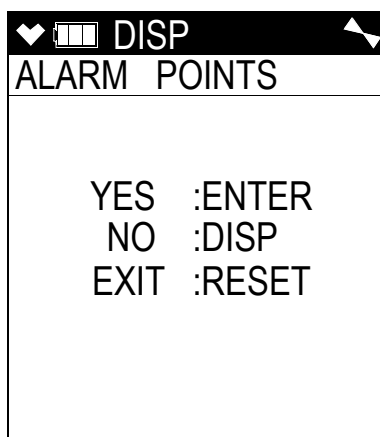 DISP
ALARM POINTS
YES :ENTER
NO :DISP
EXIT :RESET